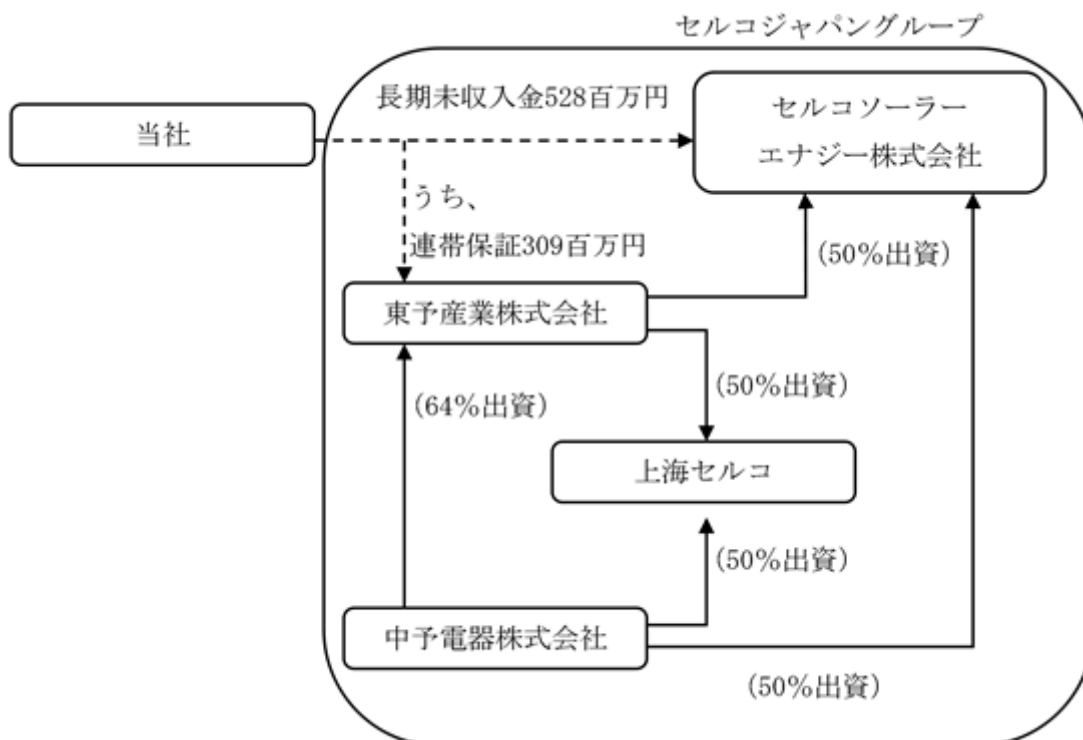 セルコジャパングループ
長期未収入金528百万円
セルコソーラー
エナジー株式会社
当社
うち、
連帯保証309百万円
(50%出資)
東予産業株式会社
(50%出資)
(64%出資)
上海セルコ
(50%出資)
中予電器株式会社
(50%出資)